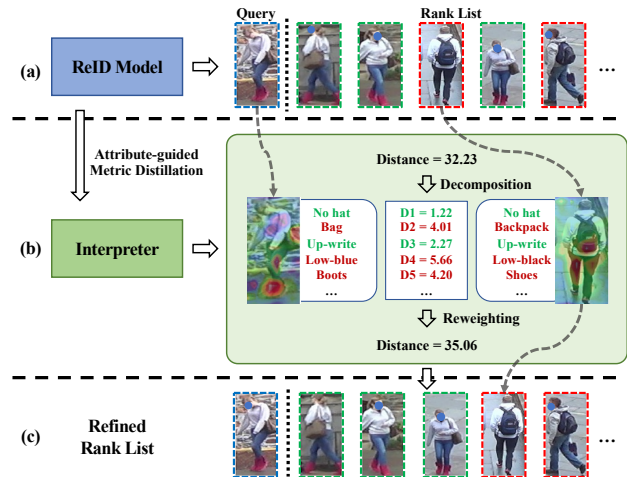 Query
Rank List
(a)
ReID Model
...
Attribute-guided
Metric Distillation
Distance = 32.23
Decomposition
(b)
Interpreter
No hat
Bag
Up-write
Low-blue
Boots
...
D1 = 1.22
D2 = 4.01
D3 = 2.27
D4 = 5.66
D5 = 4.20
...
No hat
Backpack
Up-write
Low-black
Shoes
...
Reweighting
Distance = 35.06
(c)
Refined
Rank List
...